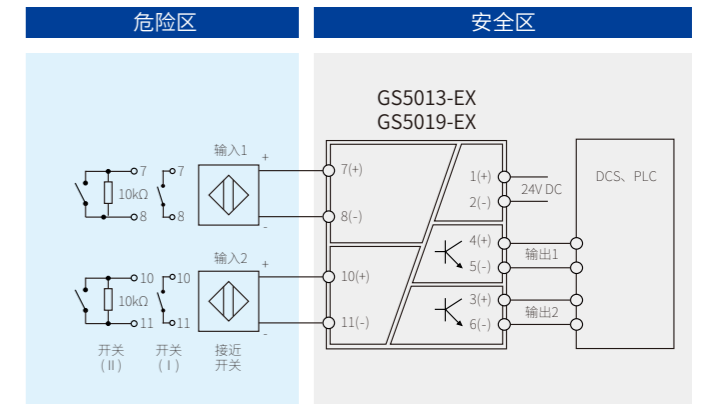 危险区
安全区
GS5013-EX
GS5019-EX
输入1
+
7
7
10kΩ
8
8
-
7(+)
8(-)
1(+)
2(-)
24V DC
DCS、PLC
4(+)
5(-)
输出1
输入2
+
10
10
10kΩ
11
11
-
10(+)
11(-)
3(+)
6(-)
输出2
开关
(Ⅱ)
开关
(Ⅰ)
接近
开关